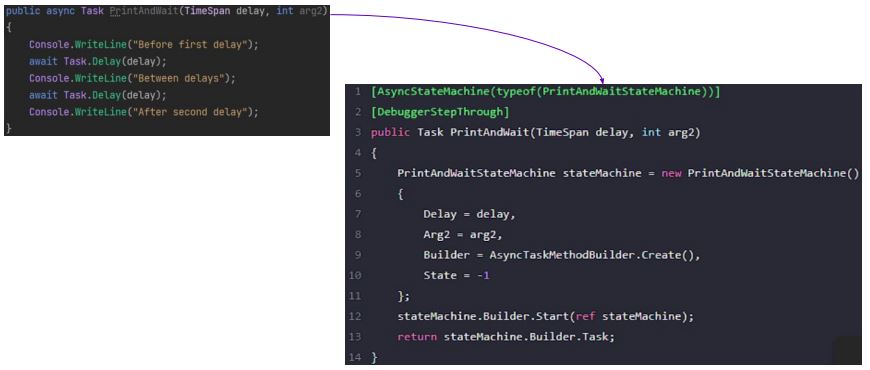 public async Task PrintAndWait(TimeSpan delay, int arg2)
{
Console.WriteLine("Before first delay");
await Task.Delay(delay);
Console.WriteLine("Between delays");
await Task.Delay(delay);
Console.WriteLine("After second delay");
}
1 [AsyncStateMachine(typeof(PrintAndWaitStateMachine))]
2 [DebuggerStepThrough]
3 public Task PrintAndWait(TimeSpan delay, int arg2)
4 {
5 PrintAndWaitStateMachine stateMachine = new PrintAndWaitStateMachine()
6 {
7 Delay = delay,
8 Arg2 = arg2,
9 Builder = AsyncTaskMethodBuilder.Create(),
10 State = -1
11 };
12 stateMachine.Builder.Start(ref stateMachine);
13 return stateMachine.Builder.Task;
14 }